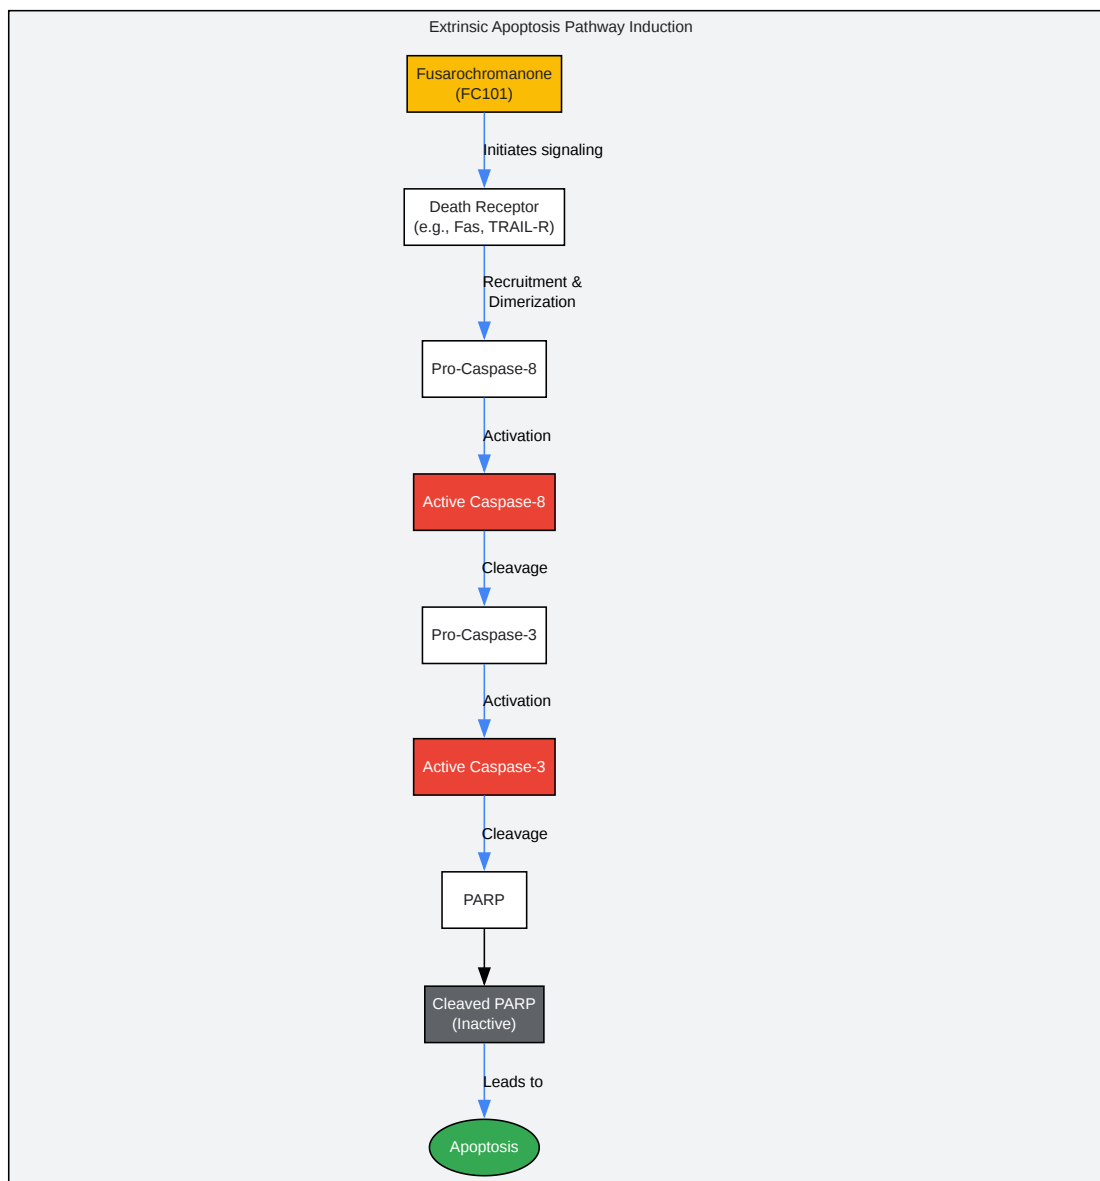 Extrinsic Apoptosis Pathway Induction
Fusarochromanone
(FC101)
Initiates signaling
Death Receptor
(e.g., Fas, TRAIL-R)
Recruitment &
Dimerization
Pro-Caspase-8
Activation
Active Caspase-8
Cleavage
Pro-Caspase-3
Activation
Active Caspase-3
Cleavage
PARP
Cleaved PARP
(Inactive)
Leads to
Apoptosis